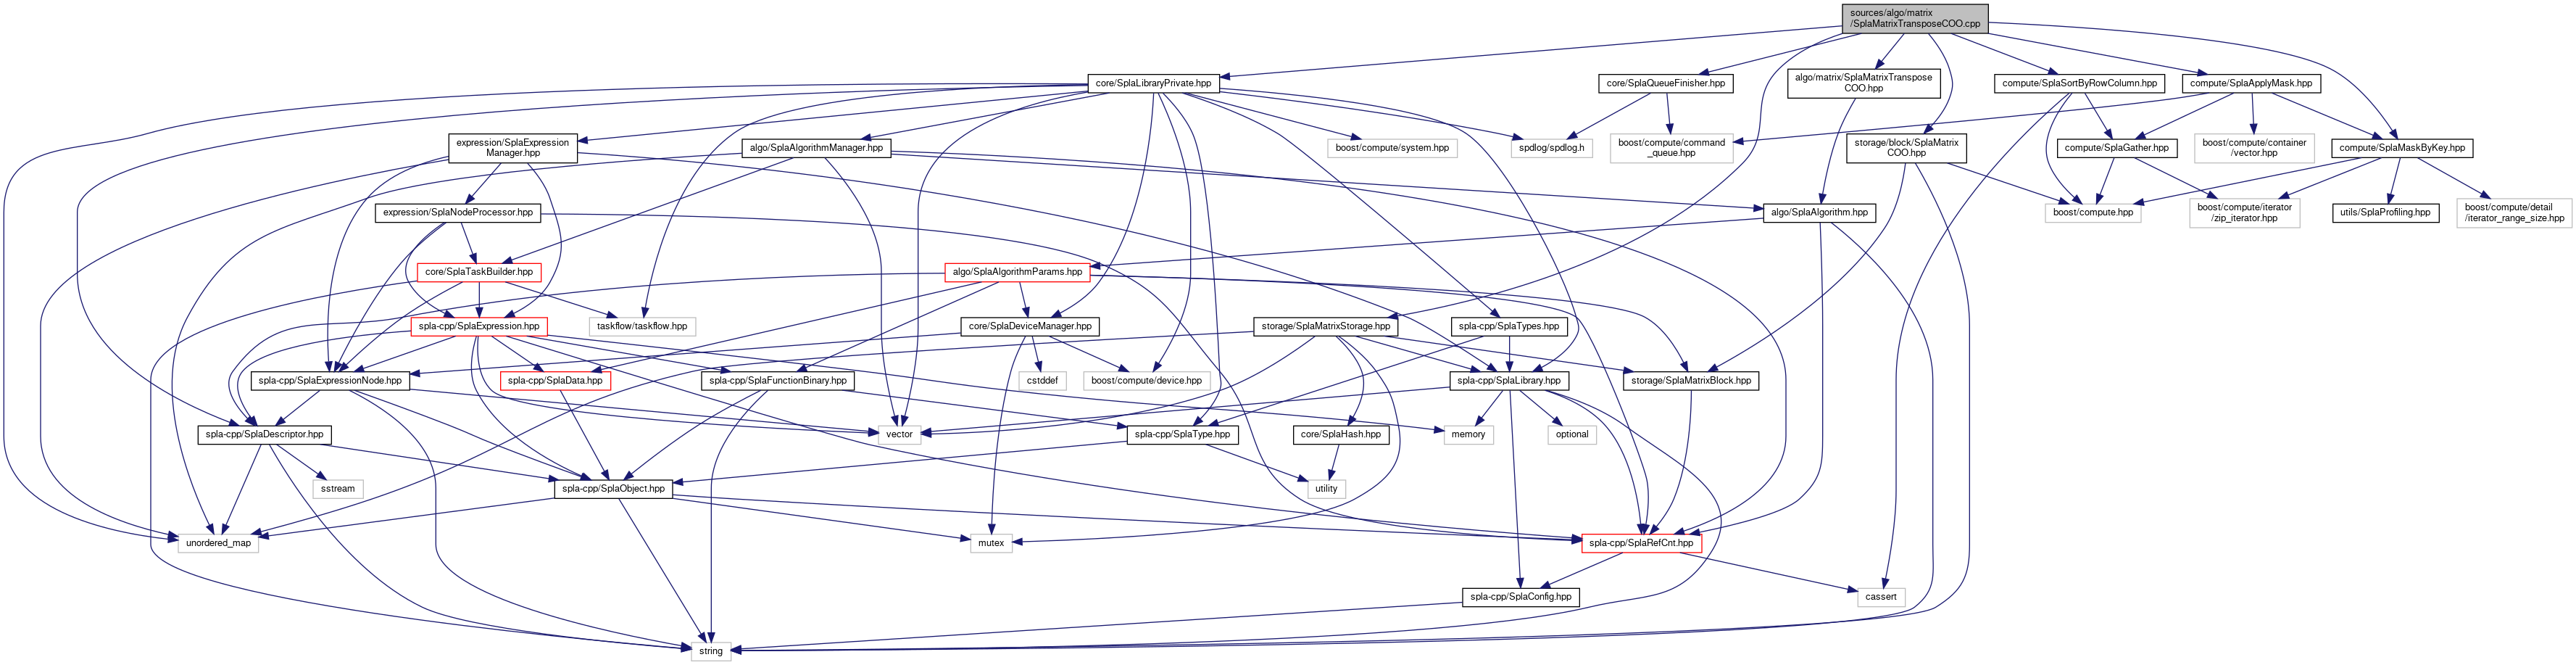 sources/algo/matrix
/SplaMatrixTransposeCOO.cpp
core/SplaLibraryPrivate.hpp
core/SplaQueueFinisher.hpp
algo/matrix/SplaMatrixTranspose
COO.hpp
compute/SplaSortByRowColumn.hpp
compute/SplaApplyMask.hpp
expression/SplaExpression
Manager.hpp
algo/SplaAlgorithmManager.hpp
boost/compute/system.hpp
spdlog/spdlog.h
boost/compute/command
_queue.hpp
storage/block/SplaMatrix
COO.hpp
compute/SplaGather.hpp
boost/compute/container
/vector.hpp
compute/SplaMaskByKey.hpp
expression/SplaNodeProcessor.hpp
algo/SplaAlgorithm.hpp
boost/compute.hpp
boost/compute/iterator
/zip_iterator.hpp
utils/SplaProfiling.hpp
boost/compute/detail
/iterator_range_size.hpp
core/SplaTaskBuilder.hpp
algo/SplaAlgorithmParams.hpp
spla-cpp/SplaExpression.hpp
taskflow/taskflow.hpp
core/SplaDeviceManager.hpp
storage/SplaMatrixStorage.hpp
spla-cpp/SplaTypes.hpp
spla-cpp/SplaExpressionNode.hpp
spla-cpp/SplaData.hpp
spla-cpp/SplaFunctionBinary.hpp
cstddef
boost/compute/device.hpp
spla-cpp/SplaLibrary.hpp
storage/SplaMatrixBlock.hpp
spla-cpp/SplaDescriptor.hpp
vector
spla-cpp/SplaType.hpp
core/SplaHash.hpp
memory
optional
sstream
spla-cpp/SplaObject.hpp
utility
unordered_map
mutex
spla-cpp/SplaRefCnt.hpp
spla-cpp/SplaConfig.hpp
cassert
string